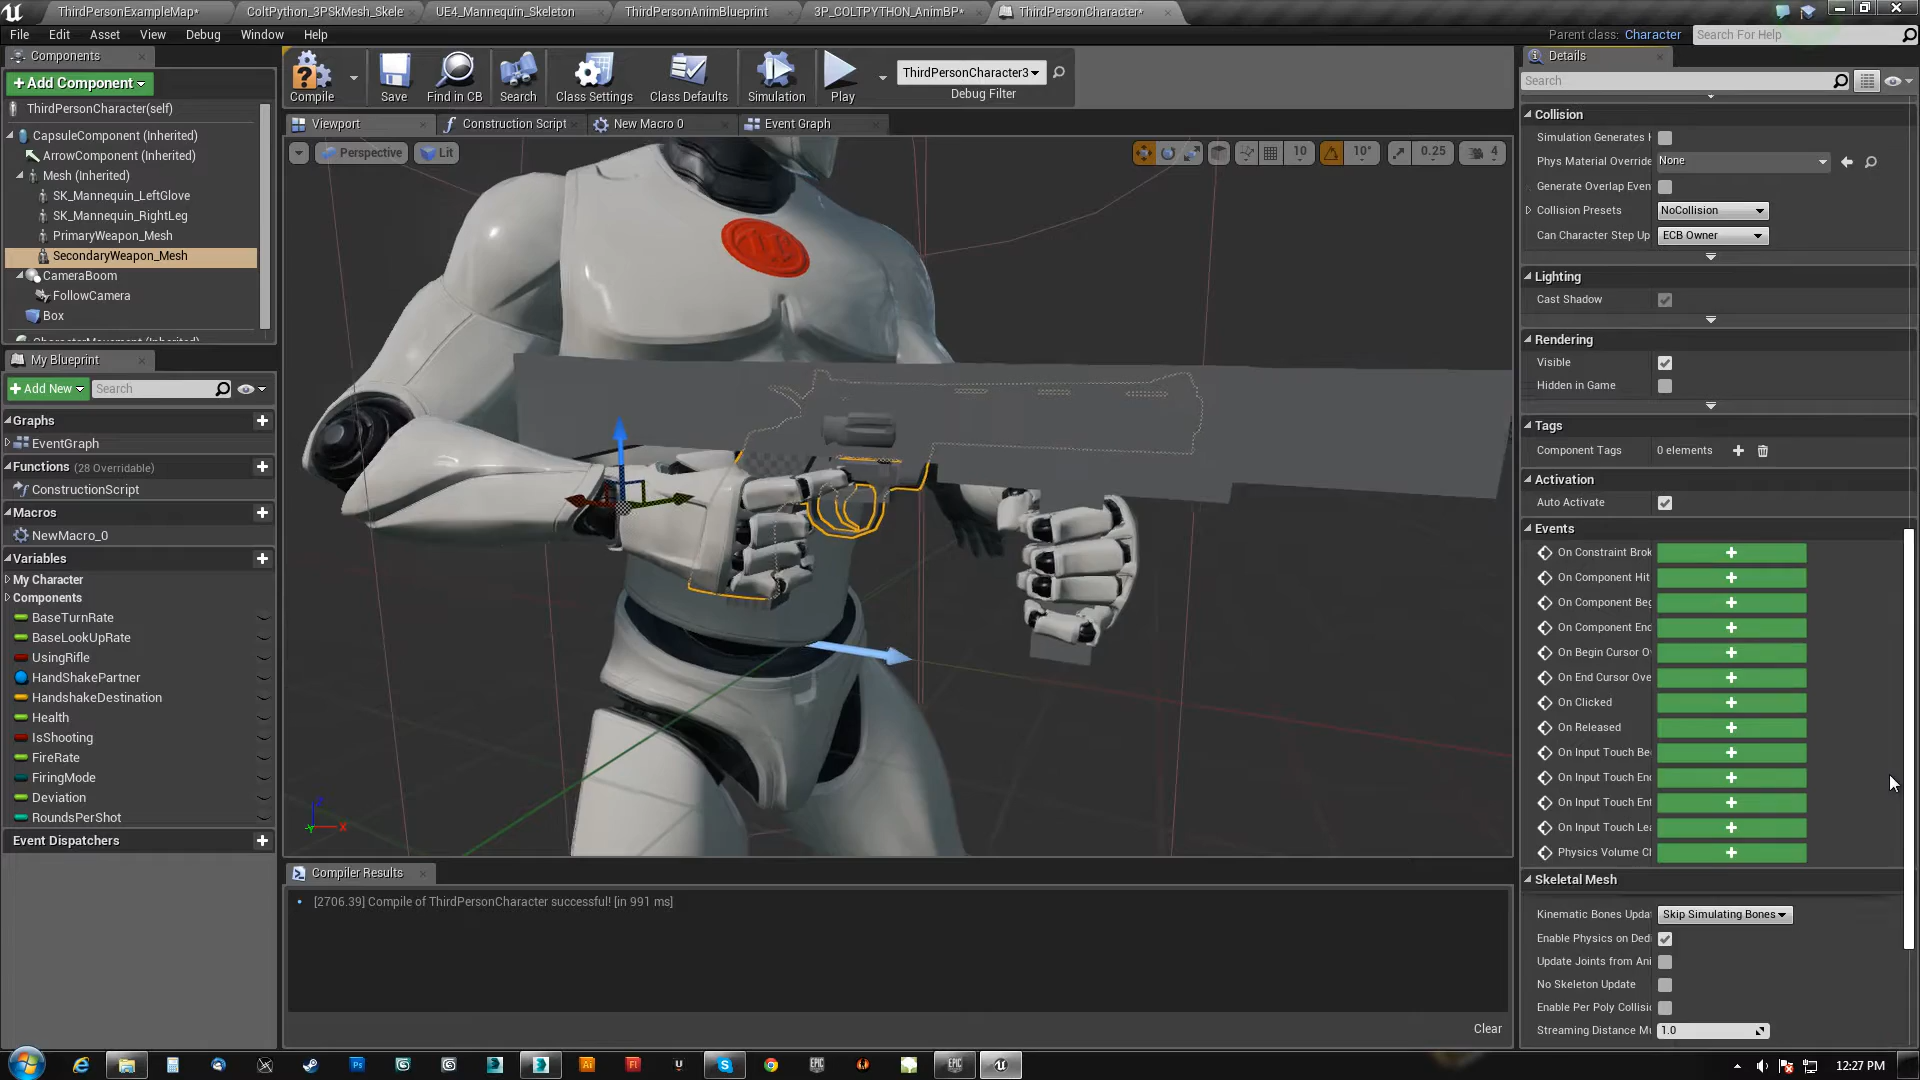 ThirdPersonExampleMap*
ColtPython_3PSkMesh_Skele
UE4_Mannequin_Skeleton
ThirdPersonAnimBlueprint
3P_COLTPYTHON_AnimBP*
ThirdPersonCharacter*
File Edit Asset View Debug Window Help
Parent class: Character
Search For Help
Components
+Add Component
ThirdPersonCharacter(self)
CapsuleComponent (Inherited)
ArrowComponent (Inherited)
Mesh (Inherited)
SK_Mannequin_LeftGlove
SK_Mannequin_RightLeg
PrimaryWeapon_Mesh
SecondaryWeapon_Mesh
CameraBoom
FollowCamera
Box
CharacterMovement (Inherited)
My Blueprint
+Add New
Search
Graphs
EventGraph
Functions (28 Overridable)
ConstructionScript
Macros
NewMacro_0
Variables
My Character
Components
BaseTurnRate
BaseLookUpRate
UsingRifle
HandShakePartner
HandshakeDestination
Health
IsShooting
FireRate
FiringMode
Deviation
RoundsPerShot
Event Dispatchers
Compile
Save
Find in CB
Search
Class Settings
Class Defaults
Simulation
Play
ThirdPersonCharacter3
Debug Filter
Viewport
Construction Script
New Macro 0
Event Graph
Perspective
Lit
10
10°
0.25
4
Z
X
Y
Compiler Results
[2706.39] Compile of ThirdPersonCharacter successful! [in 991 ms]
Clear
Details
Search
Collision
Simulation Generates H
Phys Material Override
None
Generate Overlap Even
Collision Presets
NoCollision
Can Character Step Up
ECB Owner
Lighting
Cast Shadow
Rendering
Visible
Hidden in Game
Tags
Component Tags
0 elements
Activation
Auto Activate
Events
On Constraint Brok
On Component Hit
On Component Beg
On Component End
On Begin Cursor O
On End Cursor Ove
On Clicked
On Released
On Input Touch Be
On Input Touch End
On Input Touch Ent
On Input Touch Lea
Physics Volume Ch
Skeletal Mesh
Kinematic Bones Upda
Skip Simulating Bones
Enable Physics on Dedi
Update Joints from Ani
No Skeleton Update
Enable Per Poly Collisi
Streaming Distance Mu
1.0
12:27 PM